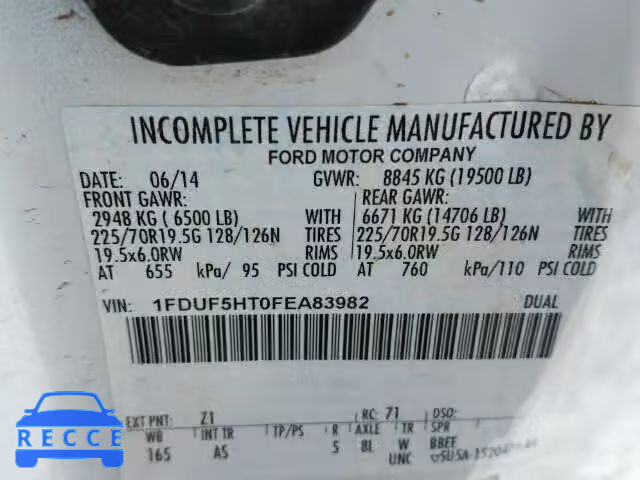 INCOMPLETE VEHICLE MANUFACTURED BY
FORD MOTOR COMPANY
DATE: 06/14 GVWR: 8845 KG (19500 LB)
FRONT GAWR: REAR GAWR:
2948 KG ( 6500 LB) WITH 6671 KG (14706 LB) WITH
225/70R19.5G 128/126N TIRES 225/70R19.5G 128/126N TIRES
19.5x6.0RW RIMS 19.5x6.0RW RIMS
AT 655 kPa/ 95 PSI COLD AT 760 kPa/110 PSI COLD
VIN: 1FDUF5HT0FEA83982 DUAL
EXT PNT: Z1 RC: 71 DSO:
WB INT TR TP/PS R AXLE TR SPR
165 AS 5 8L W BBEF
UNC
RECCE